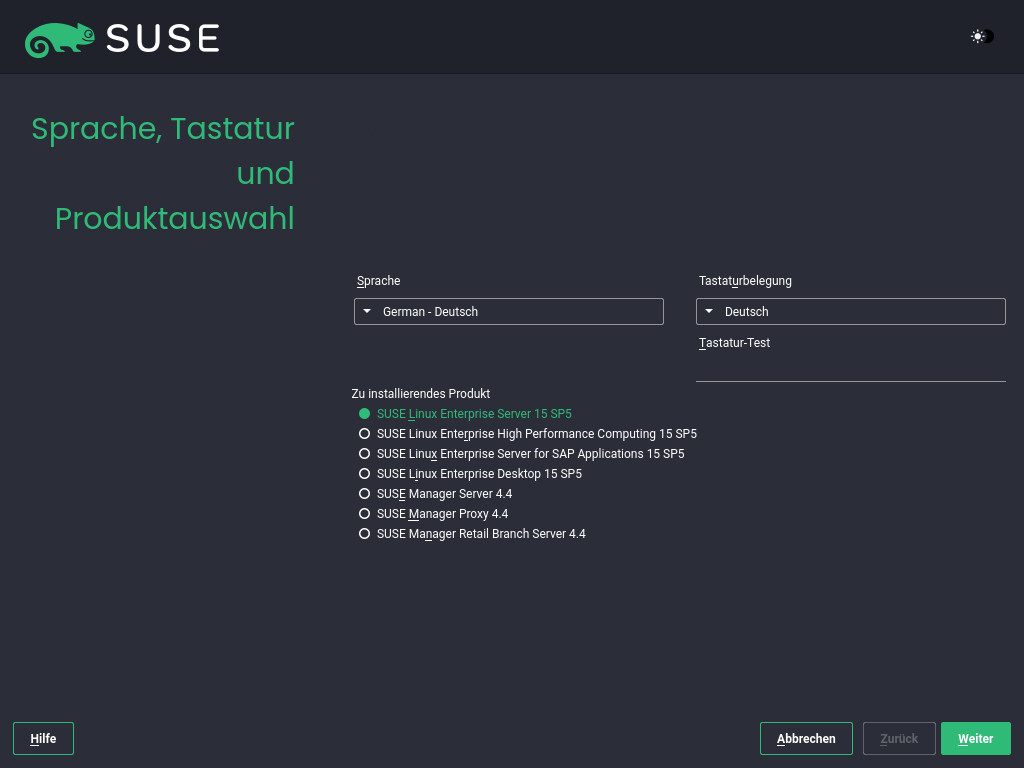 SUSE
Sprache, Tastatur
und
Produktauswahl
Sprache
German - Deutsch
Tastaturbelegung
Deutsch
Tastatur-Test
Zu installierendes Produkt
SUSE Linux Enterprise Server 15 SP5
SUSE Linux Enterprise High Performance Computing 15 SP5
SUSE Linux Enterprise Server for SAP Applications 15 SP5
SUSE Linux Enterprise Desktop 15 SP5
SUSE Manager Server 4.4
SUSE Manager Proxy 4.4
SUSE Manager Retail Branch Server 4.4
Hilfe
Abbrechen
Zurück
Weiter